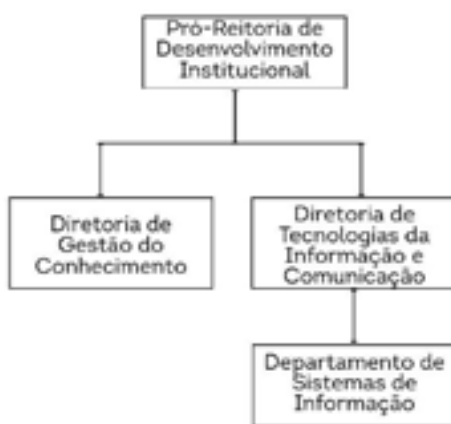 Pró-Reitoria de
Desenvolvimento
Institucional
Diretoria de
Gestão do
Conhecimento
Diretoria de
Tecnologias da
Informação e
Comunicação
Departamento de
Sistemas de
Informação